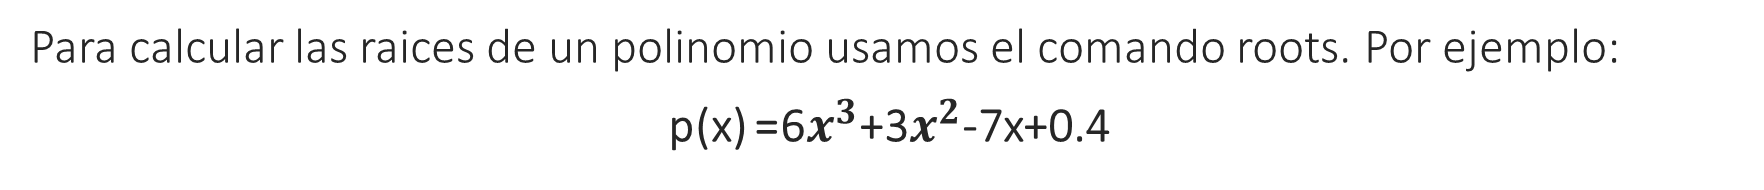 Para calcular las raices de un polinomio usamos el comando roots. Por ejemplo:
p(x)=6x³+3x²-7x+0.4